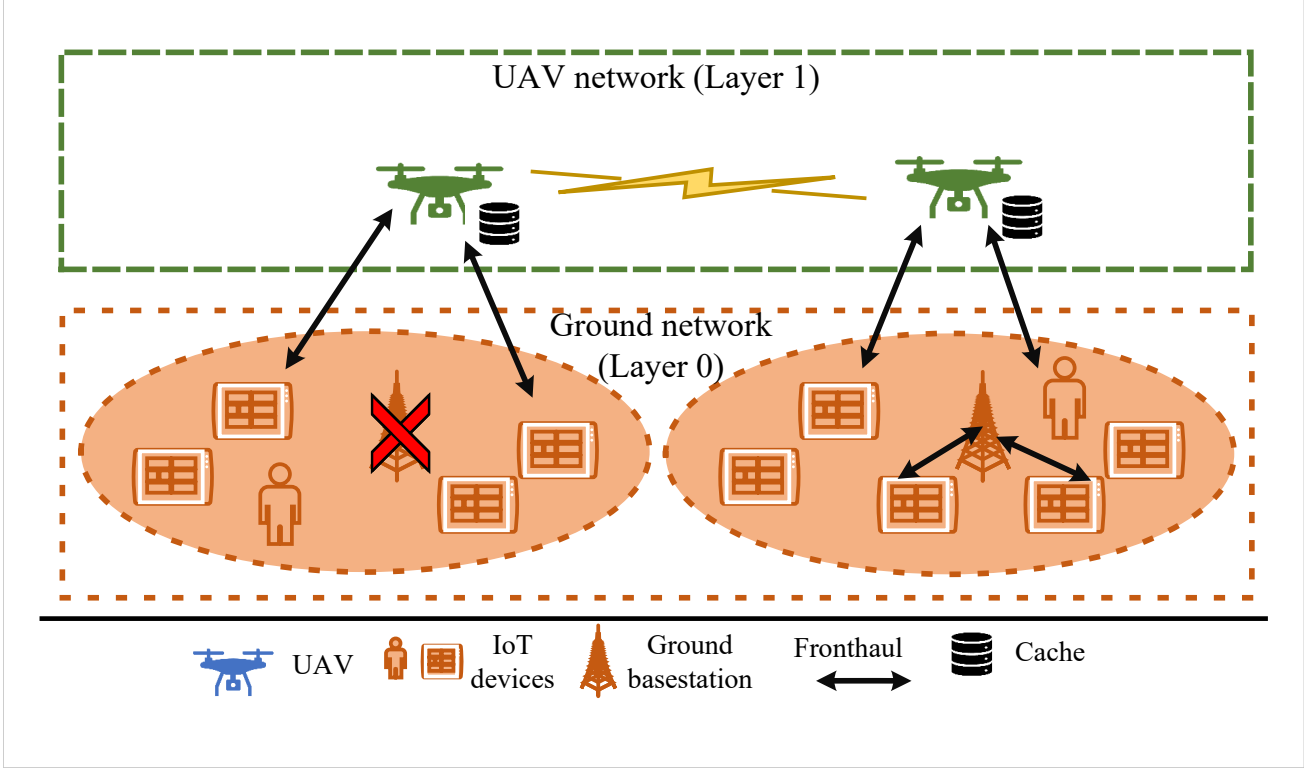 UAV network (Layer 1)
Ground network
(Layer 0)
UAV
IoT
devices
Ground
basestation
Fronthaul
Cache